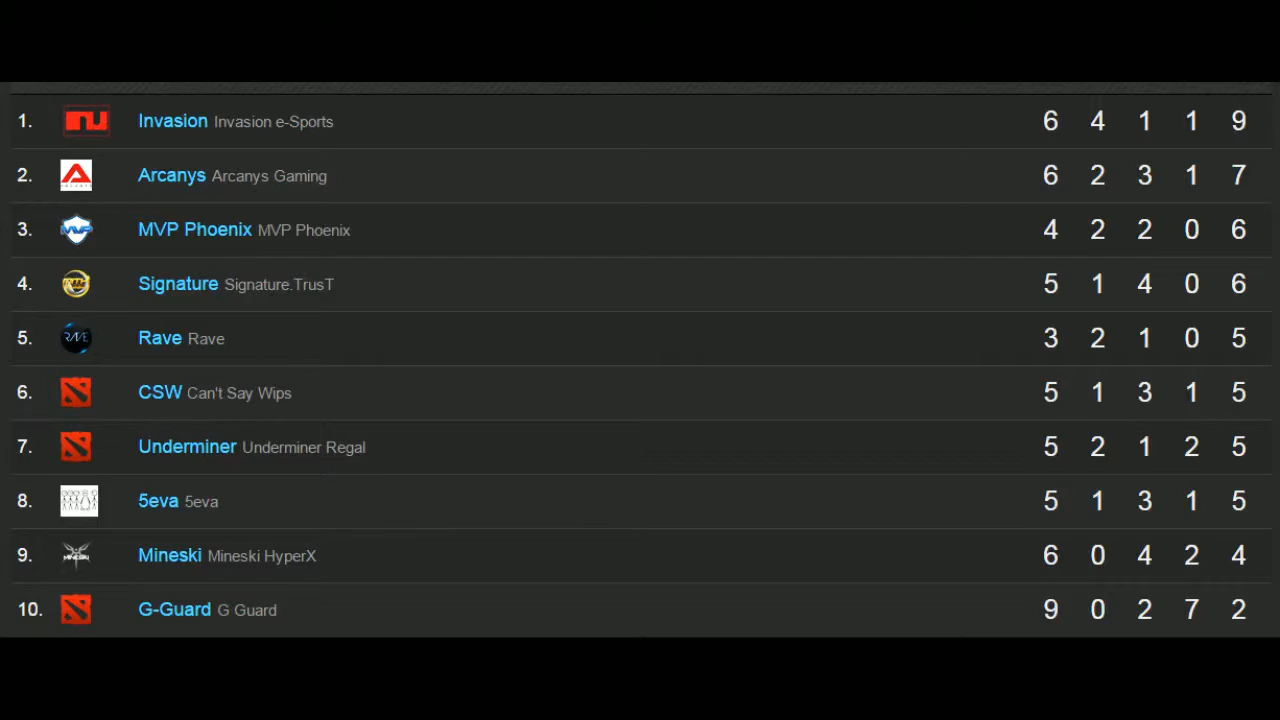 1. Invasion Invasion e-Sports 6 4 1 1 9
2. Arcanys Arcanys Gaming 6 2 3 1 7
3. MVP MVP Phoenix MVP Phoenix 4 2 2 0 6
4. Signature Signature.TrusT 5 1 4 0 6
5. RAVE Rave Rave 3 2 1 0 5
6. CSW Can't Say Wips 5 1 3 1 5
7. Underminer Underminer Regal 5 2 1 2 5
8. 5eva 5eva 5 1 3 1 5
9. Mineski Mineski HyperX 6 0 4 2 4
10. G-Guard G Guard 9 0 2 7 2